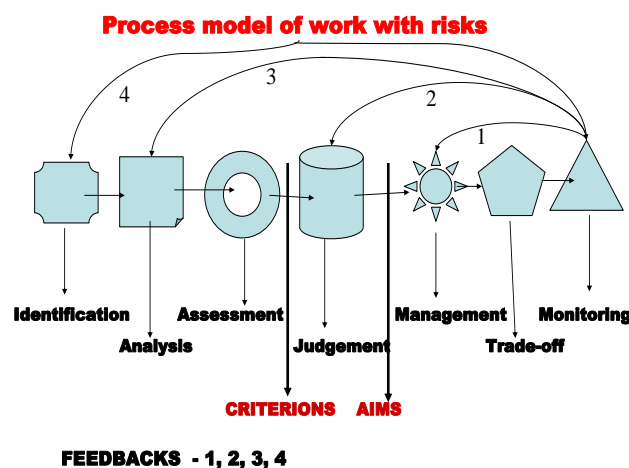 Process model of work with risks
4
3
2
1
Identification
Assessment
Management
Monitoring
Analysis
Judgement
Trade-off
CRITERIONS AIMS
FEEDBACKS - 1, 2, 3, 4